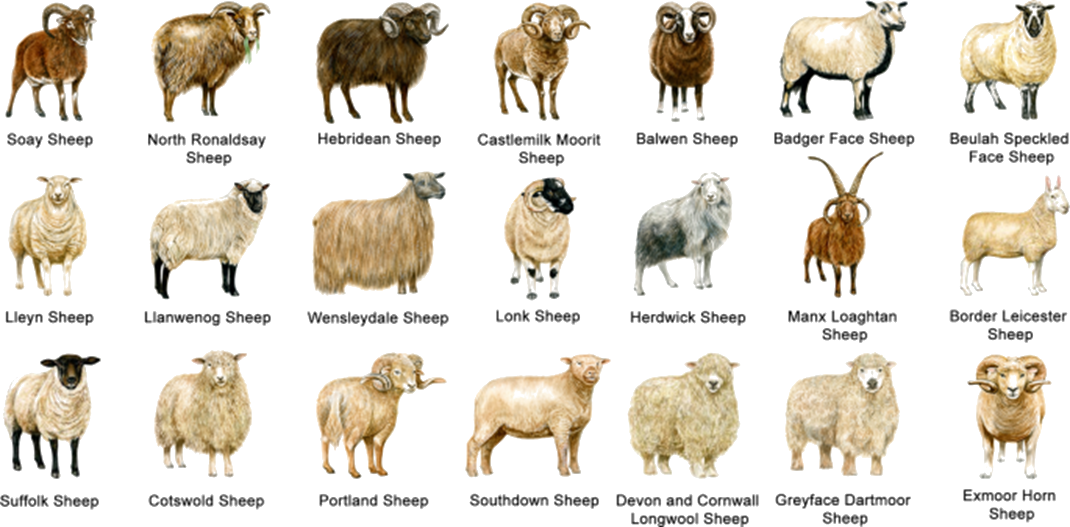 Soay Sheep
North Ronaldsay
Sheep
Hebridean Sheep
Castlemilk Moorit
Sheep
Balwen Sheep
Badger Face Sheep
Beulah Speckled
Face Sheep
Lleyn Sheep
Llanwenog Sheep
Wensleydale Sheep
Lonk Sheep
Herdwick Sheep
Manx Loaghtan
Sheep
Border Leicester
Sheep
Suffolk Sheep
Cotswold Sheep
Portland Sheep
Southdown Sheep
Devon and Cornwall
Longwool Sheep
Greyface Dartmoor
Sheep
Exmoor Horn
Sheep